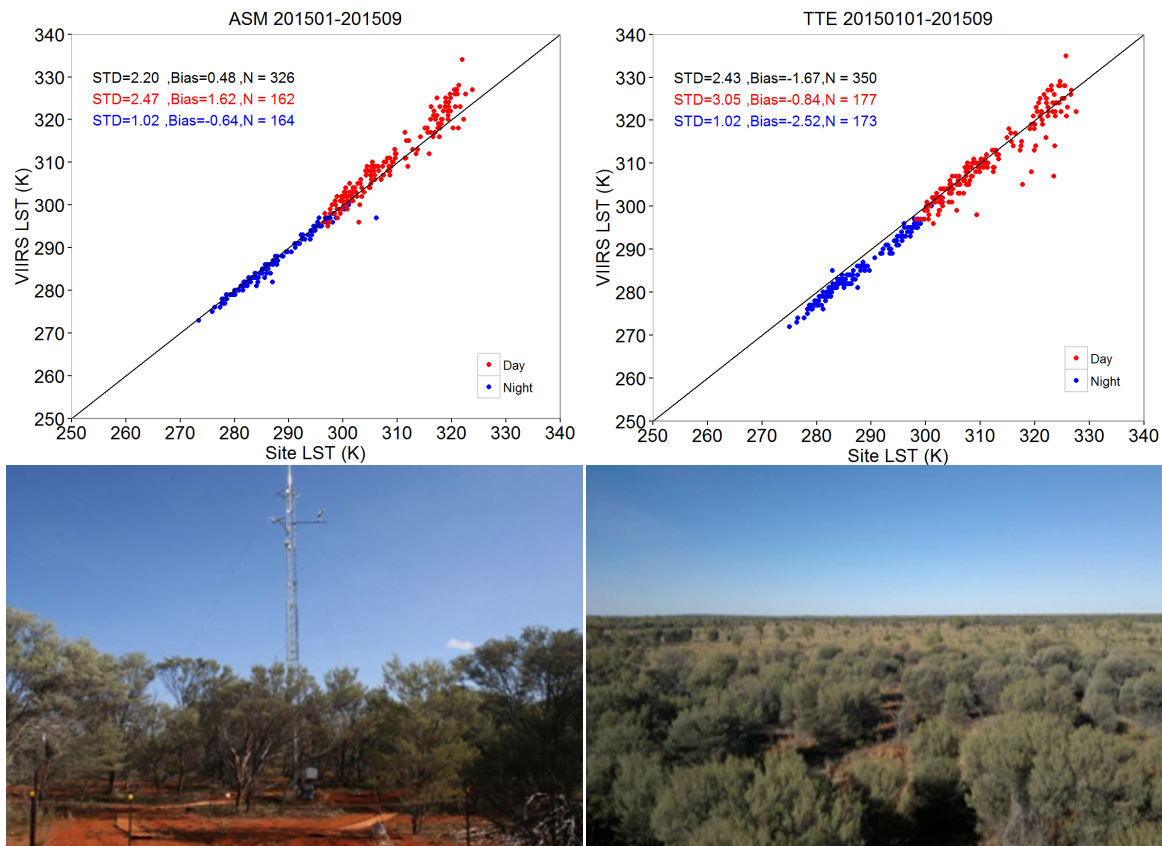 ASM 201501-201509
STD=2.20 ,Bias=0.48 ,N = 326
STD=2.47 ,Bias=1.62 ,N = 162
STD=1.02 ,Bias=-0.64,N = 164
VIIRS LST (K)
340
330
320
310
300
290
280
270
260
250
Day
Night
250 260 270 280 290 300 310 320 330 340
Site LST (K)
TTE 20150101-201509
STD=2.43 ,Bias=-1.67,N = 350
STD=3.05 ,Bias=-0.84,N = 177
STD=1.02 ,Bias=-2.52,N = 173
VIIRS LST (K)
340
330
320
310
300
290
280
270
260
250
Day
Night
250 260 270 280 290 300 310 320 330 340
Site LST (K)